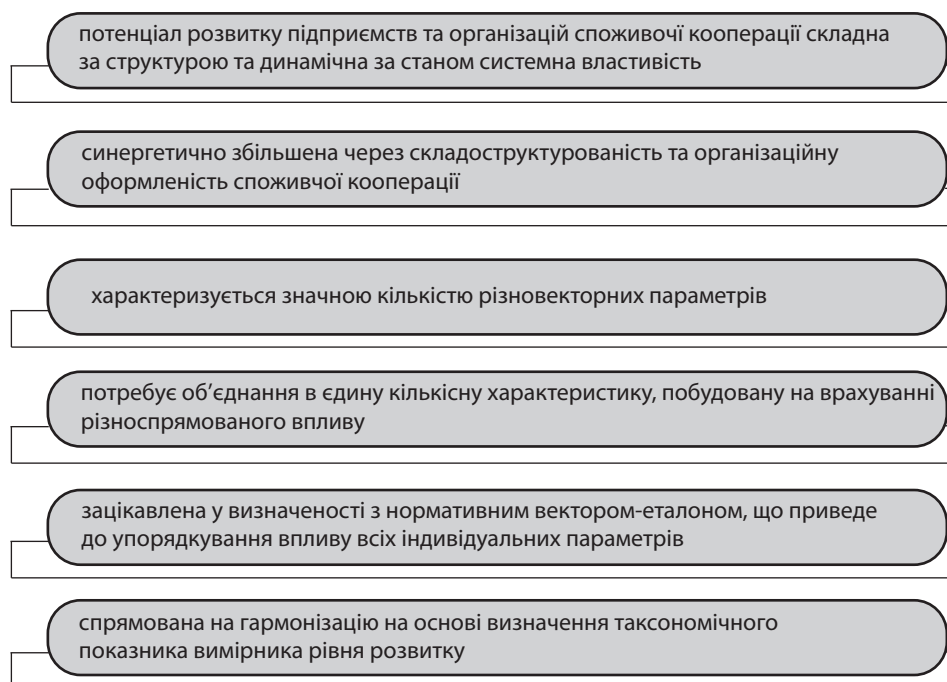 потенціал розвитку підприємств та організацій споживочї кооперації складна
за структурою та динамічна за станом системна властивість
синергетично збільшена через складоструктурованість та організаційну
оформленість споживчої кооперації
характеризується значною кількістю різновекторних параметрів
потребує об’єднання в єдину кількісну характеристику, побудовану на врахуванні
різноспрямованого впливу
зацікавлена у визначеності з нормативним вектором-еталоном, що приведе
до упорядкування впливу всіх індивідуальних параметрів
спрямована на гармонізацію на основі визначення таксономічного
показника вимірника рівня розвитку